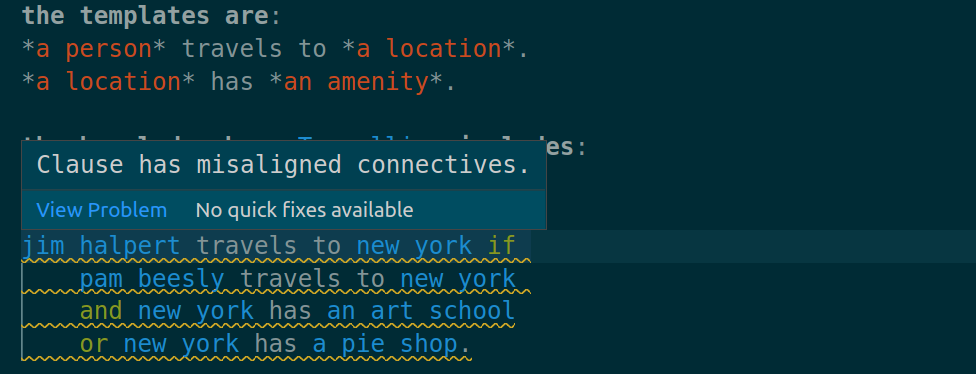 the templates are:
*a person* travels to *a location*.
*a location* has *an amenity*.
es:
Clause has misaligned connectives.
View Problem No quick fixes available
jim halpert travels to new york if
pam beesly travels to new york
and new york has an art school
or new york has a pie shop.